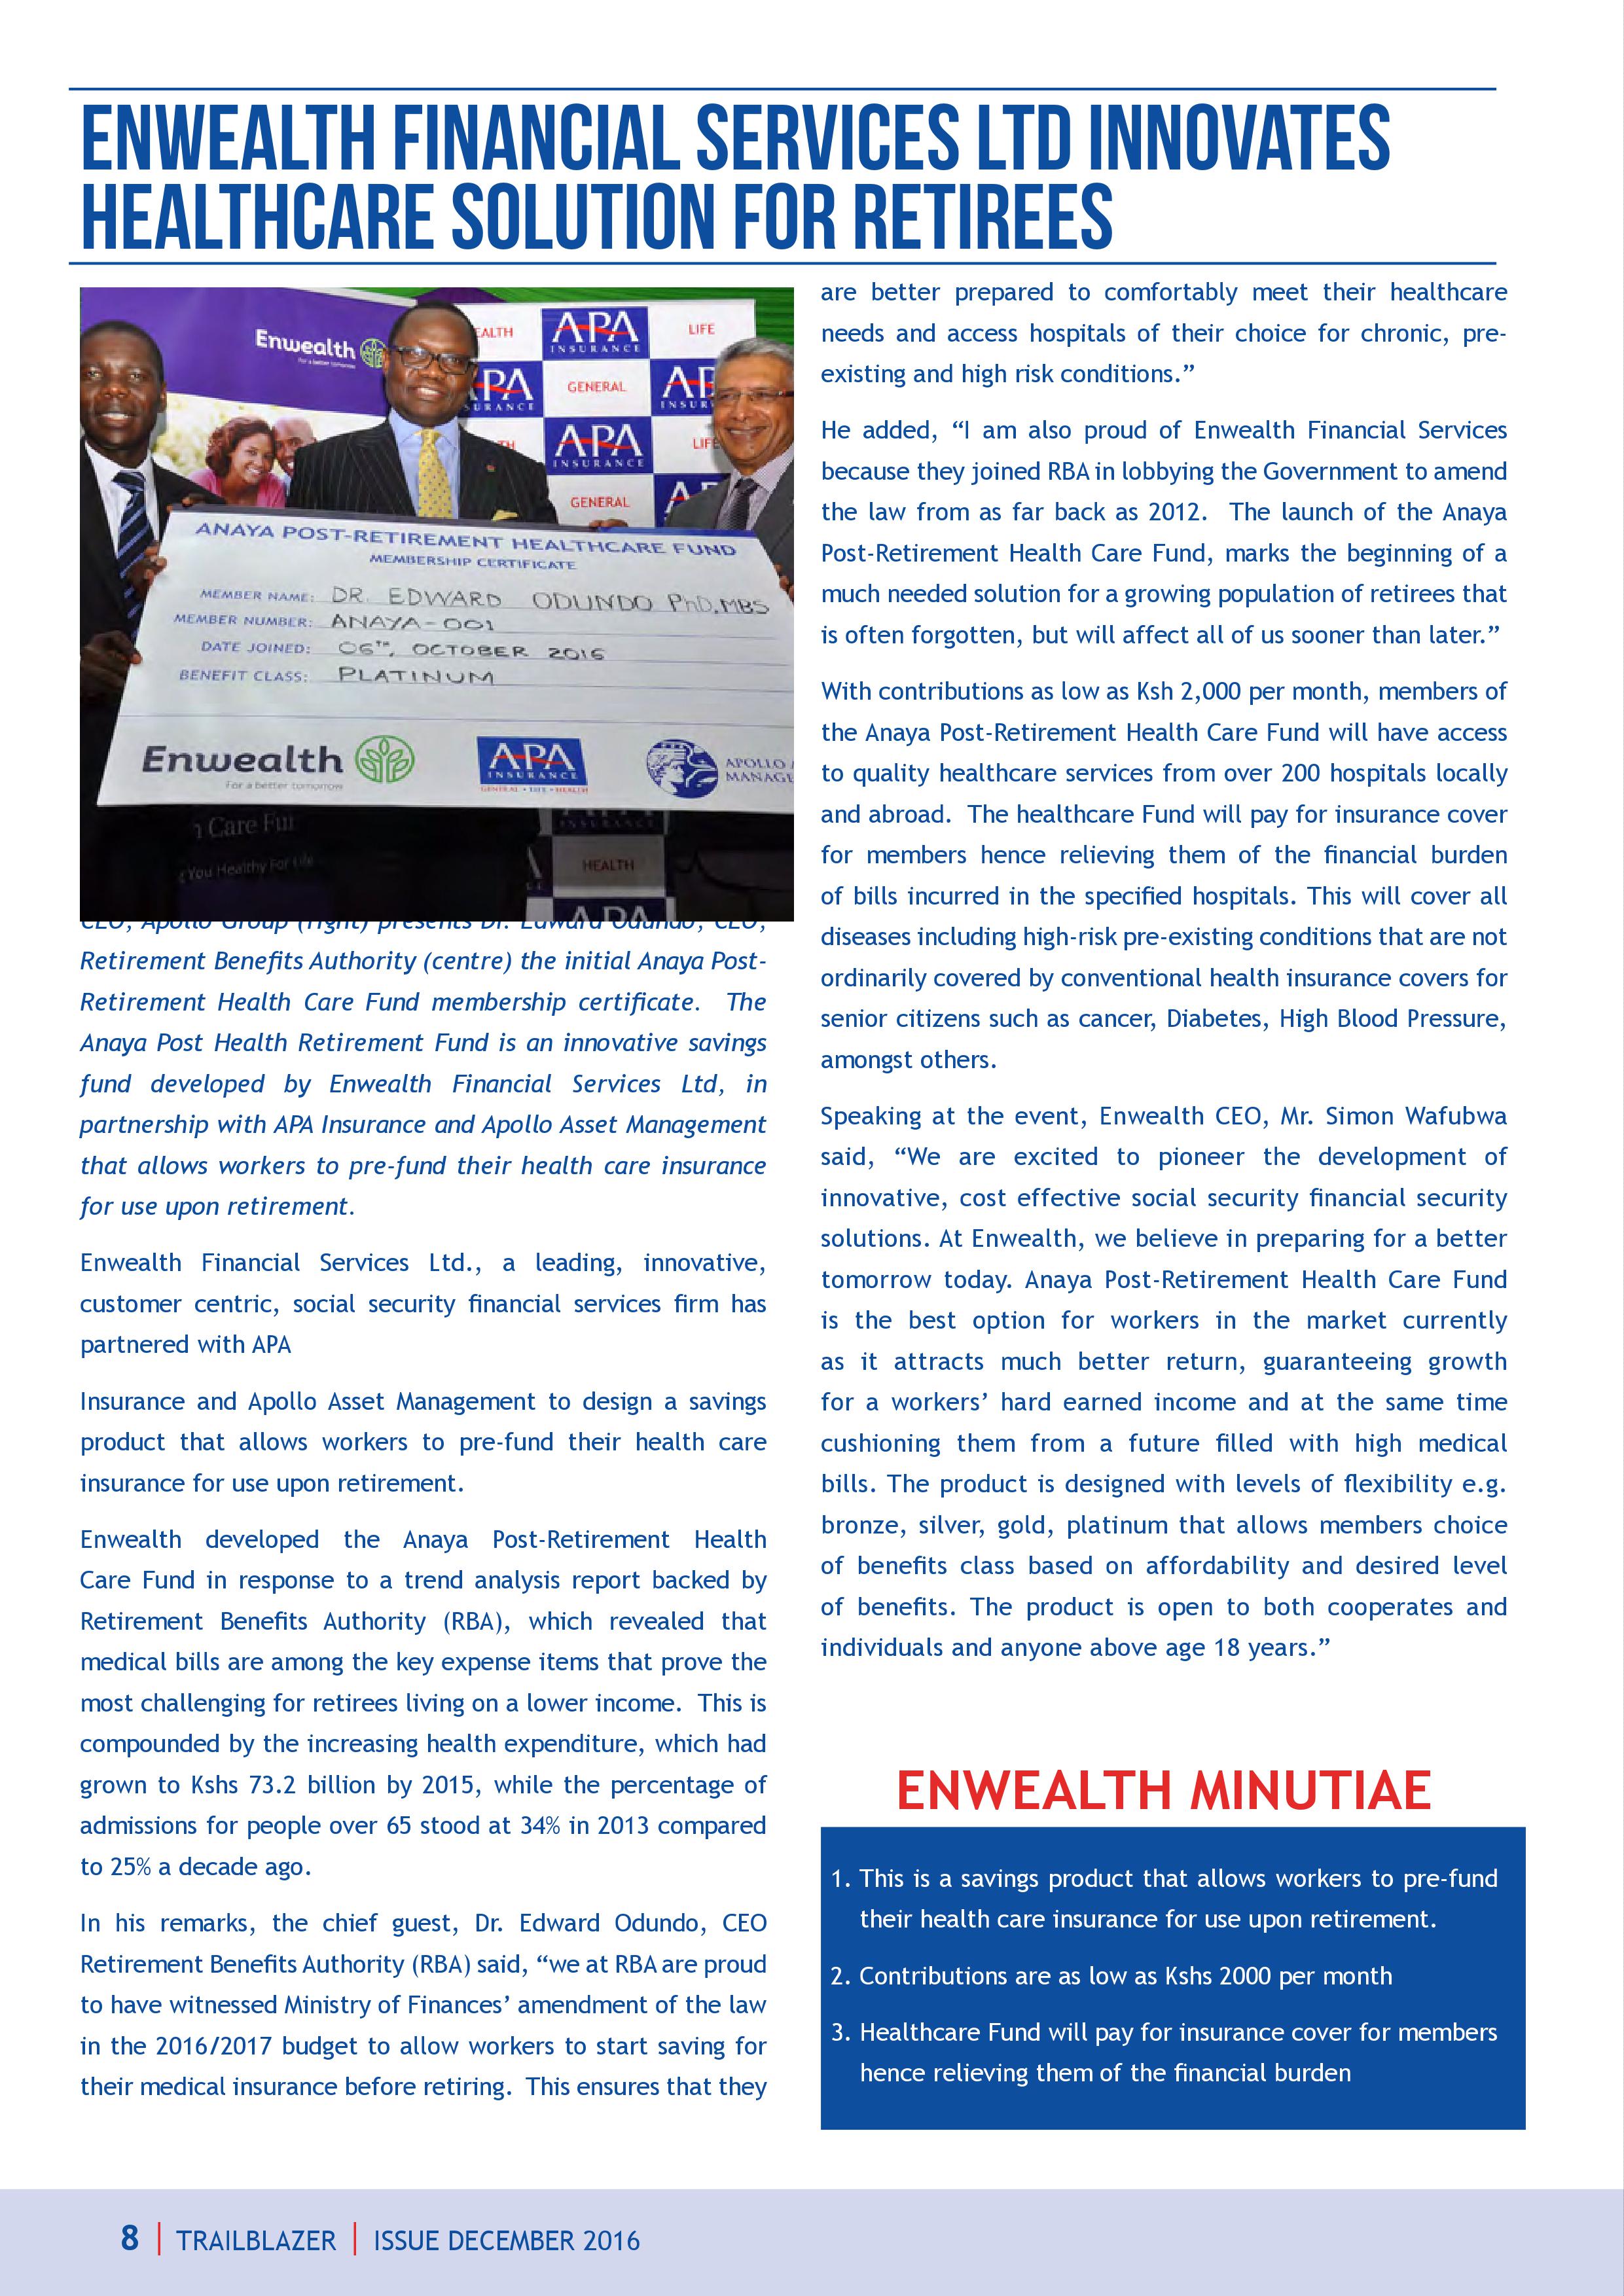 ENWEALTH FINANCIAL SERVICES LTD INNOVATES
HEALTHCARE SOLUTION FOR RETIREES
Enwealth
For a better tomorrow
EALTH
APA
INSURANCE
LIFE
PA
SURANCE
GENERAL
AP
INSUR
TH
APA
INSURANCE
LIFE
GENERAL
ANAYA POST-RETIREMENT HEALTHCARE FUND
MEMBERSHIP CERTIFICATE
MEMBER NAME: DR. EDWARD ODUNDO PhD, MBS
MEMBER NUMBER: ANAYA-001
DATE JOINED: 06TH, OCTOBER 2016
BENEFIT CLASS: PLATINUM
Enwealth
For a better tomorrow
APA
INSURANCE
GENERAL • LIFE • HEALTH
APOLLO
MANAGE
Care Fun
You Healthy For Life
HEALTH
APA
CEO, Apollo Group (right) presents Dr. Edward Odundo, CEO,
Retirement Benefits Authority (centre) the initial Anaya Post-
Retirement Health Care Fund membership certificate. The
Anaya Post Health Retirement Fund is an innovative savings
fund developed by Enwealth Financial Services Ltd, in
partnership with APA Insurance and Apollo Asset Management
that allows workers to pre-fund their health care insurance
for use upon retirement.
Enwealth Financial Services Ltd., a leading, innovative,
customer centric, social security financial services firm has
partnered with APA
Insurance and Apollo Asset Management to design a savings
product that allows workers to pre-fund their health care
insurance for use upon retirement.
Enwealth developed the Anaya Post-Retirement Health
Care Fund in response to a trend analysis report backed by
Retirement Benefits Authority (RBA), which revealed that
medical bills are among the key expense items that prove the
most challenging for retirees living on a lower income. This is
compounded by the increasing health expenditure, which had
grown to Kshs 73.2 billion by 2015, while the percentage of
admissions for people over 65 stood at 34% in 2013 compared
to 25% a decade ago.
In his remarks, the chief guest, Dr. Edward Odundo, CEO
Retirement Benefits Authority (RBA) said, “we at RBA are proud
to have witnessed Ministry of Finances’ amendment of the law
in the 2016/2017 budget to allow workers to start saving for
their medical insurance before retiring. This ensures that they
are better prepared to comfortably meet their healthcare
needs and access hospitals of their choice for chronic, pre-
existing and high risk conditions.”
He added, “I am also proud of Enwealth Financial Services
because they joined RBA in lobbying the Government to amend
the law from as far back as 2012. The launch of the Anaya
Post-Retirement Health Care Fund, marks the beginning of a
much needed solution for a growing population of retirees that
is often forgotten, but will affect all of us sooner than later.”
With contributions as low as Ksh 2,000 per month, members of
the Anaya Post-Retirement Health Care Fund will have access
to quality healthcare services from over 200 hospitals locally
and abroad. The healthcare Fund will pay for insurance cover
for members hence relieving them of the financial burden
of bills incurred in the specified hospitals. This will cover all
diseases including high-risk pre-existing conditions that are not
ordinarily covered by conventional health insurance covers for
senior citizens such as cancer, Diabetes, High Blood Pressure,
amongst others.
Speaking at the event, Enwealth CEO, Mr. Simon Wafubwa
said, “We are excited to pioneer the development of
innovative, cost effective social security financial security
solutions. At Enwealth, we believe in preparing for a better
tomorrow today. Anaya Post-Retirement Health Care Fund
is the best option for workers in the market currently
as it attracts much better return, guaranteeing growth
for a workers’ hard earned income and at the same time
cushioning them from a future filled with high medical
bills. The product is designed with levels of flexibility e.g.
bronze, silver, gold, platinum that allows members choice
of benefits class based on affordability and desired level
of benefits. The product is open to both cooperates and
individuals and anyone above age 18 years.”
ENWEALTH MINUTIAE
1. This is a savings product that allows workers to pre-fund
their health care insurance for use upon retirement.
2. Contributions are as low as Kshs 2000 per month
3. Healthcare Fund will pay for insurance cover for members
hence relieving them of the financial burden
8 | TRAILBLAZER | ISSUE DECEMBER 2016